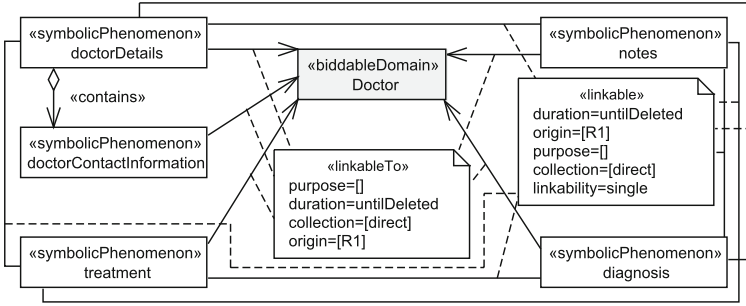 «symbolicPhenomenon»
doctorDetails
«biddableDomain»
Doctor
«symbolicPhenomenon»
notes
«contains»
«symbolicPhenomenon»
doctorContactInformation
«linkable»
duration=untilDeleted
origin=[R1]
purpose=[]
collection=[direct]
linkability=single
«linkableTo»
purpose=[]
duration=untilDeleted
collection=[direct]
origin=[R1]
«symbolicPhenomenon»
treatment
«symbolicPhenomenon»
diagnosis